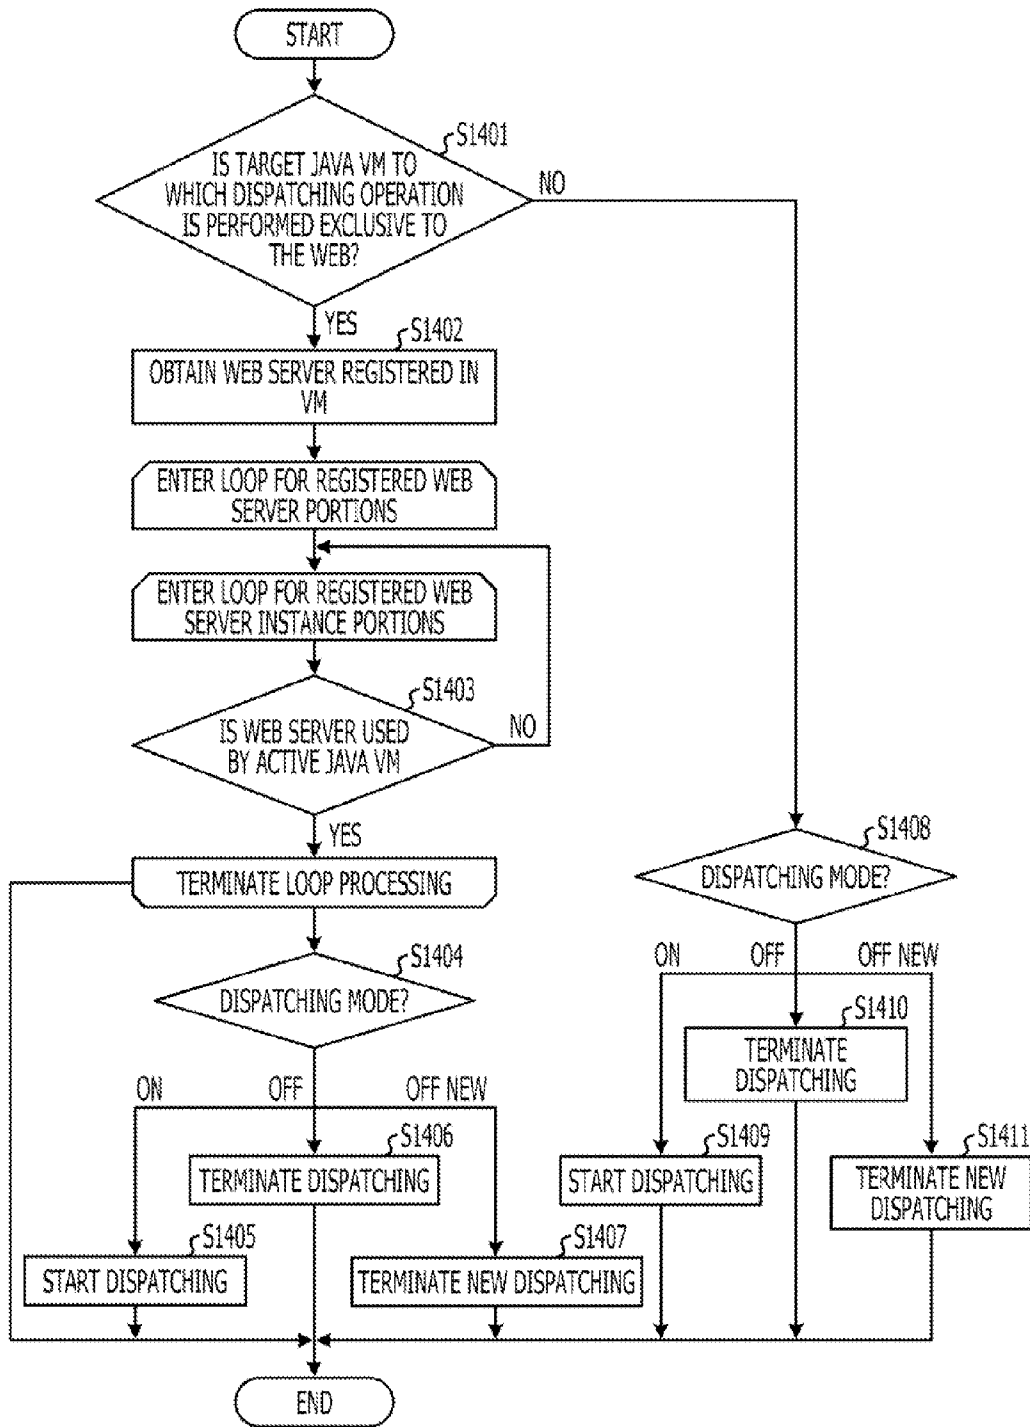 START
S1401
IS TARGET JAVA VM TO
WHICH DISPATCHING OPERATION
IS PERFORMED EXCLUSIVE TO
THE WEB?
NO
YES
S1402
OBTAIN WEB SERVER REGISTERED IN
VM
ENTER LOOP FOR REGISTERED WEB
SERVER PORTIONS
ENTER LOOP FOR REGISTERED WEB
SERVER INSTANCE PORTIONS
S1403
IS WEB SERVER USED
BY ACTIVE JAVA VM
NO
YES
TERMINATE LOOP PROCESSING
S1404
DISPATCHING MODE?
ON
OFF
OFF NEW
S1406
TERMINATE DISPATCHING
S1405
START DISPATCHING
S1407
TERMINATE NEW DISPATCHING
S1408
DISPATCHING MODE?
ON
OFF
OFF NEW
S1410
TERMINATE
DISPATCHING
S1409
START DISPATCHING
S1411
TERMINATE NEW
DISPATCHING
END